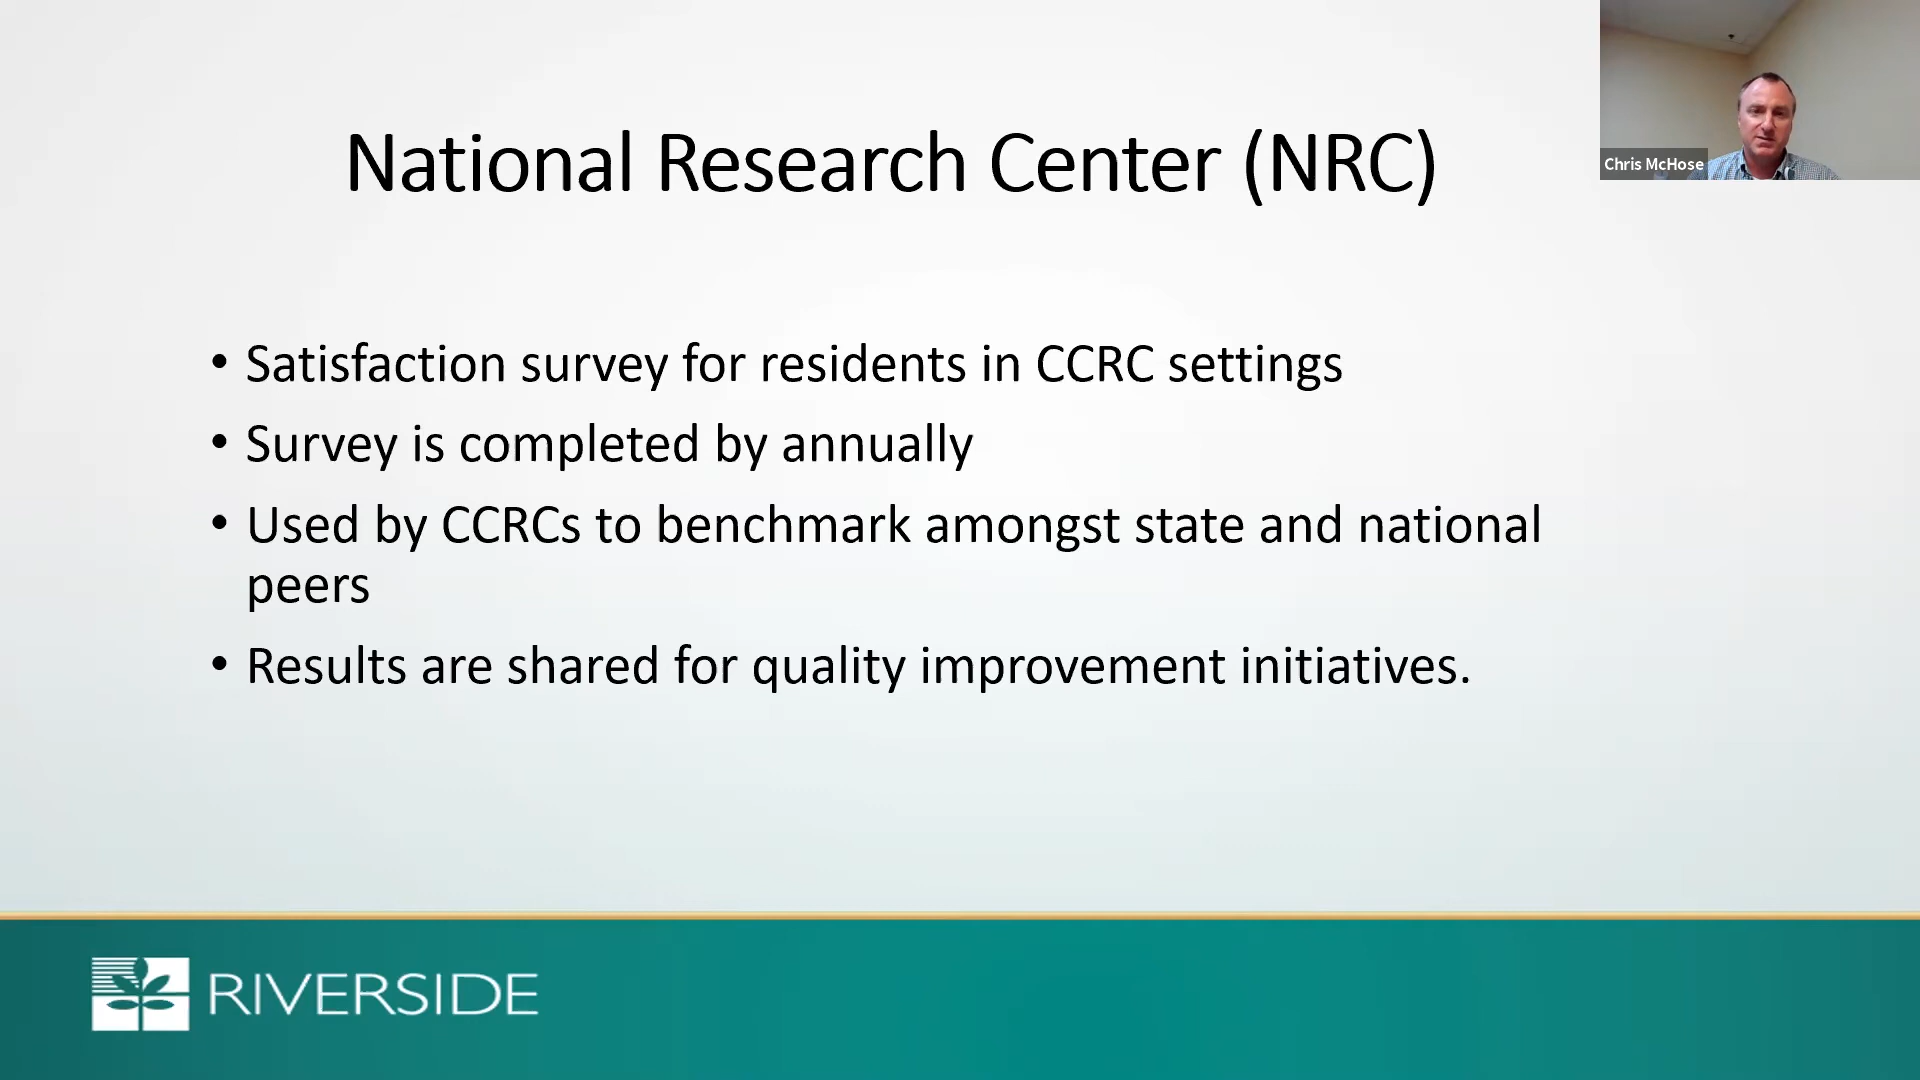 National Research Center (NRC)
Chris McHose
• Satisfaction survey for residents in CCRC settings
• Survey is completed by annually
• Used by CCRCs to benchmark amongst state and national
peers
• Results are shared for quality improvement initiatives.
RIVERSIDE